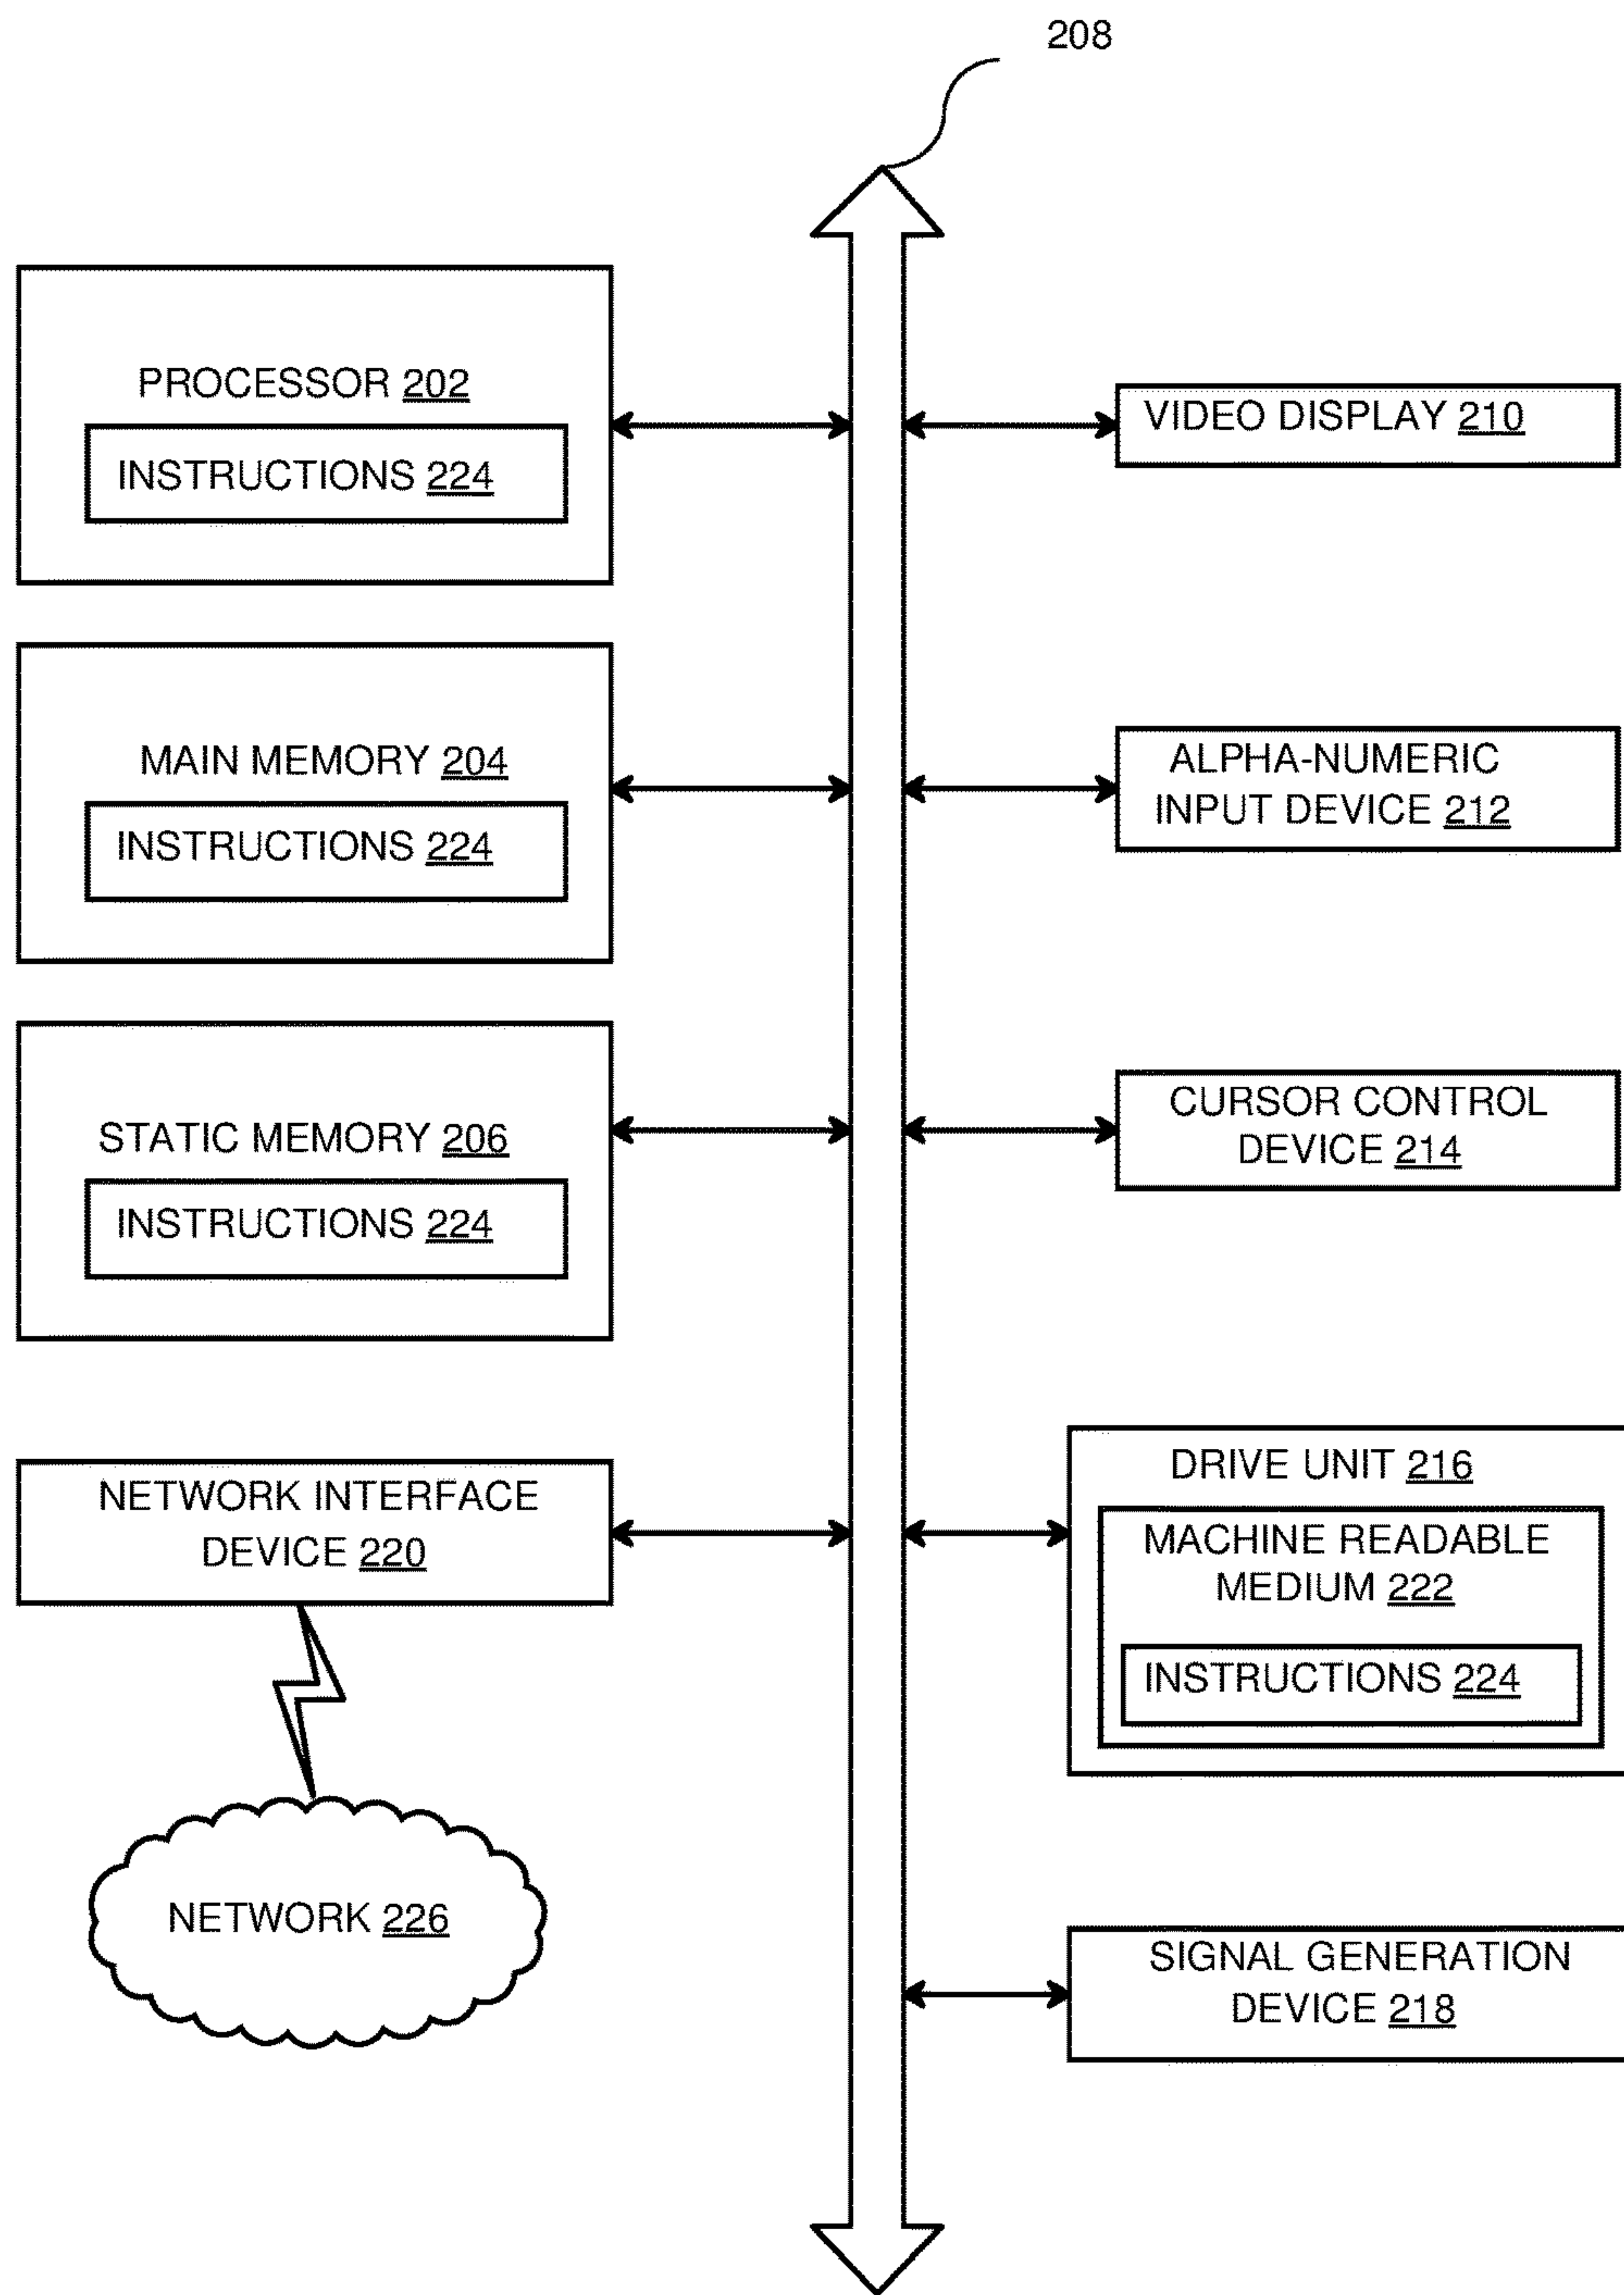 208
PROCESSOR 202
INSTRUCTIONS 224
MAIN MEMORY 204
INSTRUCTIONS 224
STATIC MEMORY 206
INSTRUCTIONS 224
NETWORK INTERFACE
DEVICE 220
NETWORK 226
VIDEO DISPLAY 210
ALPHA-NUMERIC
INPUT DEVICE 212
CURSOR CONTROL
DEVICE 214
DRIVE UNIT 216
MACHINE READABLE
MEDIUM 222
INSTRUCTIONS 224
SIGNAL GENERATION
DEVICE 218